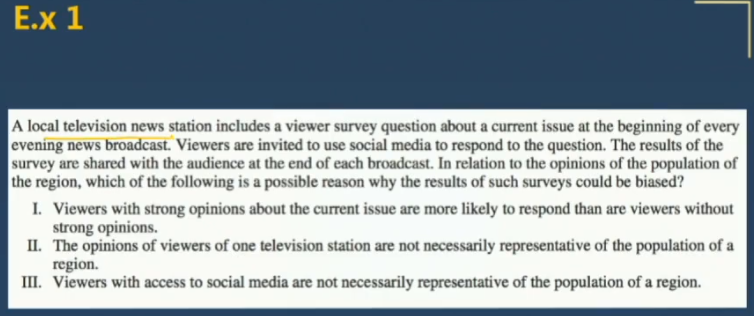 E.x 1
A local television news station includes a viewer survey question about a current issue at the beginning of every
evening news broadcast. Viewers are invited to use social media to respond to the question. The results of the
survey are shared with the audience at the end of each broadcast. In relation to the opinions of the population of
the region, which of the following is a possible reason why the results of such surveys could be biased?
I. Viewers with strong opinions about the current issue are more likely to respond than are viewers without
strong opinions.
II. The opinions of viewers of one television station are not necessarily representative of the population of a
region.
III. Viewers with access to social media are not necessarily representative of the population of a region.